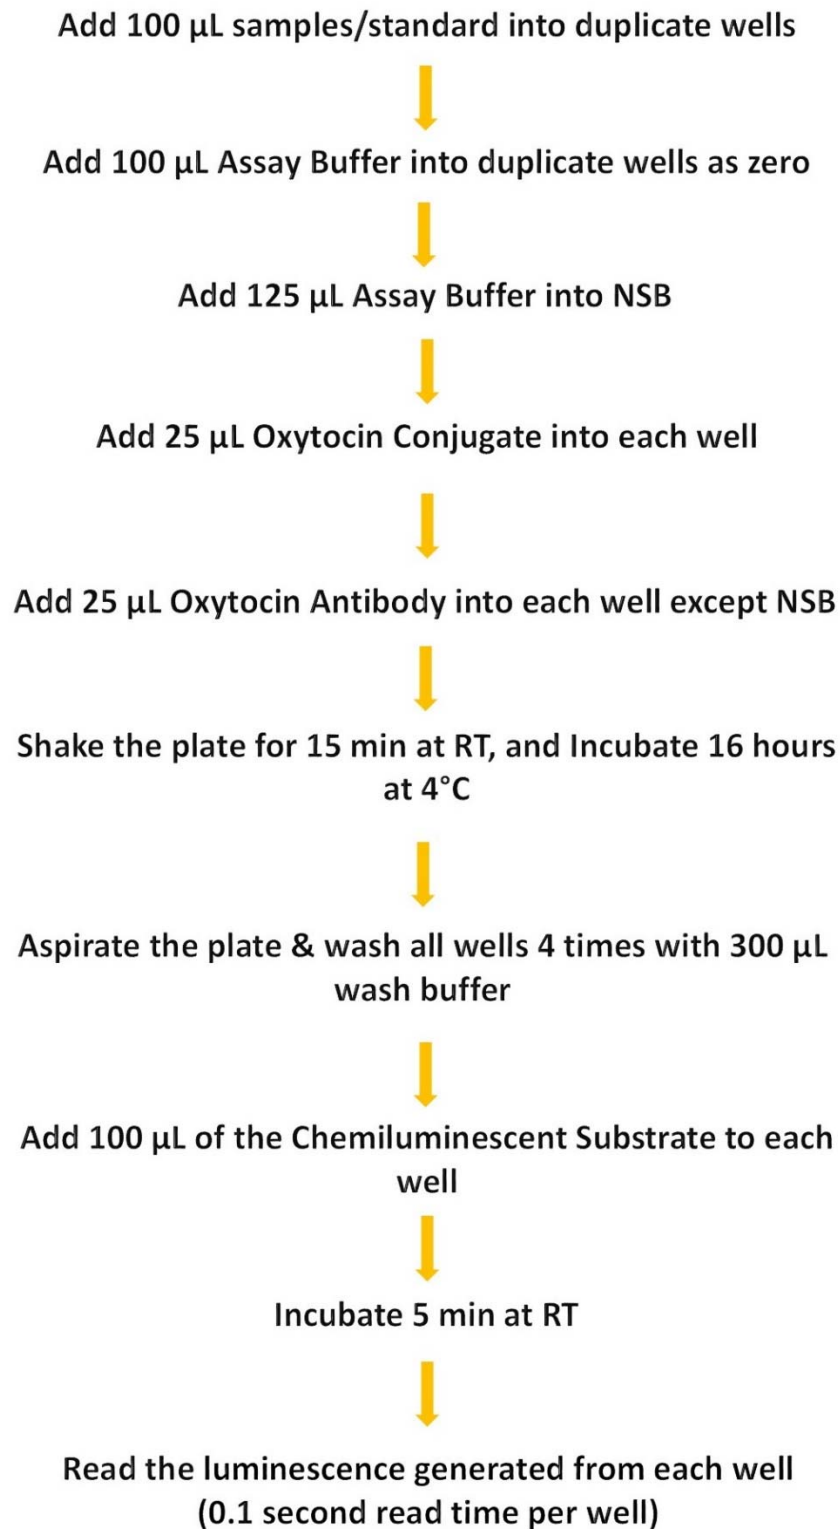 Add 100 µL samples/standard into duplicate wells
Add 100 µL Assay Buffer into duplicate wells as zero
Add 125 µL Assay Buffer into NSB
Add 25 µL Oxytocin Conjugate into each well
Add 25 µL Oxytocin Antibody into each well except NSB
Shake the plate for 15 min at RT, and Incubate 16 hours
at 4°C
Aspirate the plate & wash all wells 4 times with 300 µL
wash buffer
Add 100 µL of the Chemiluminescent Substrate to each
well
Incubate 5 min at RT
Read the luminescence generated from each well
(0.1 second read time per well)